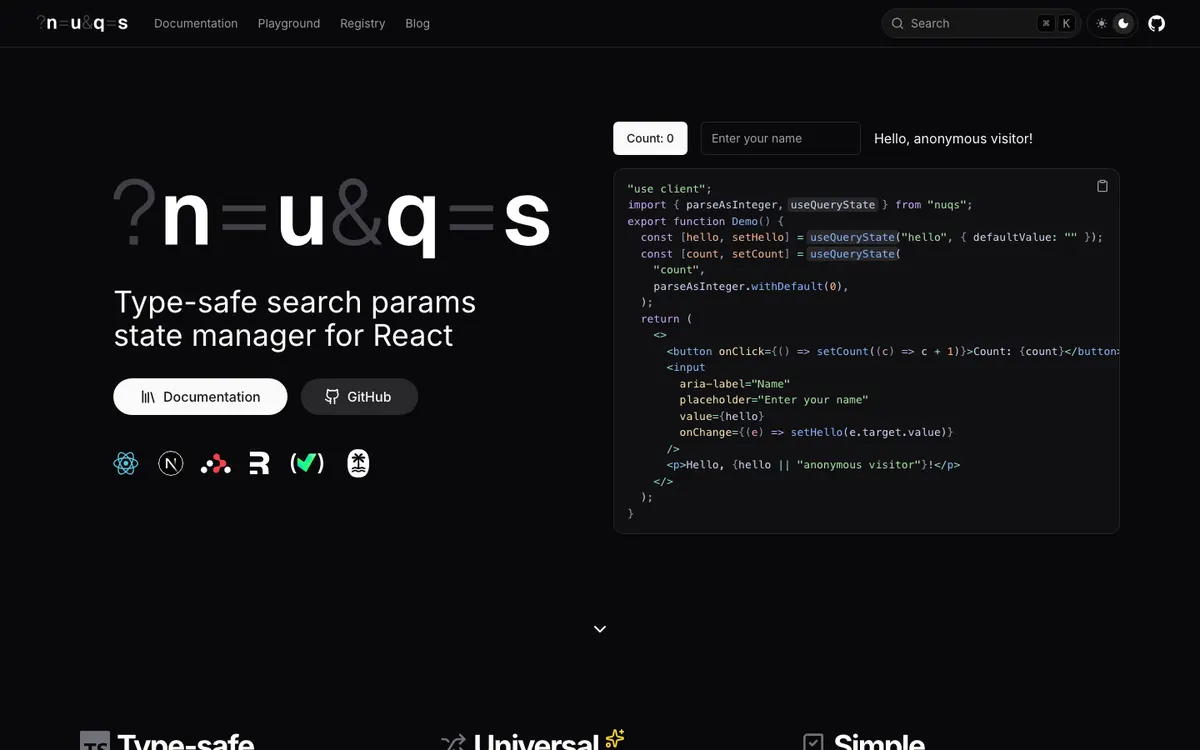 ?n=u&q=s Documentation Playground Registry Blog Search ⌘ K
Count: 0 Enter your name Hello, anonymous visitor!
?n=u&q=s
Type-safe search params
state manager for React
Documentation GitHub
N
"use client";
import { parseAsInteger, useQueryState } from "nuqs";
export function Demo() {
  const [hello, setHello] = useQueryState("hello", { defaultValue: "" });
  const [count, setCount] = useQueryState(
    "count",
    parseAsInteger.withDefault(0),
  );
  return (
    <>
      <button onClick={() => setCount((c) => c + 1)}>Count: {count}</button>
      <input
        aria-label="Name"
        placeholder="Enter your name"
        value={hello}
        onChange={(e) => setHello(e.target.value)}
      />
      <p>Hello, {hello || "anonymous visitor"}!</p>
    </>
  );
}
TS Type-safe Universal Simple